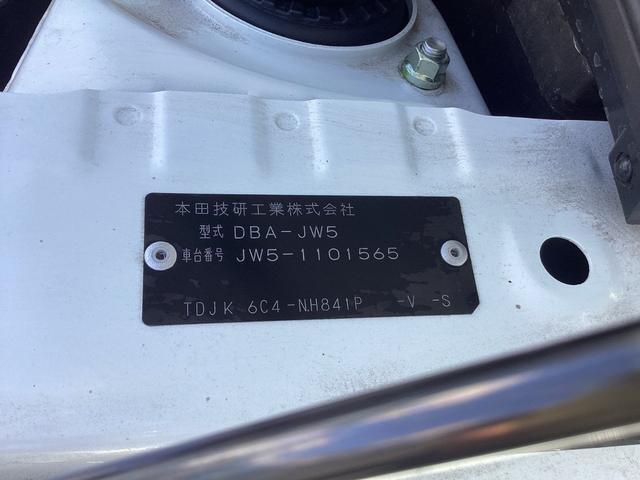 本田技研工業株式会社
型式 DBA-JW5
車台番号 JW5-1101565
TDJK 6C4-NH841P -V -S